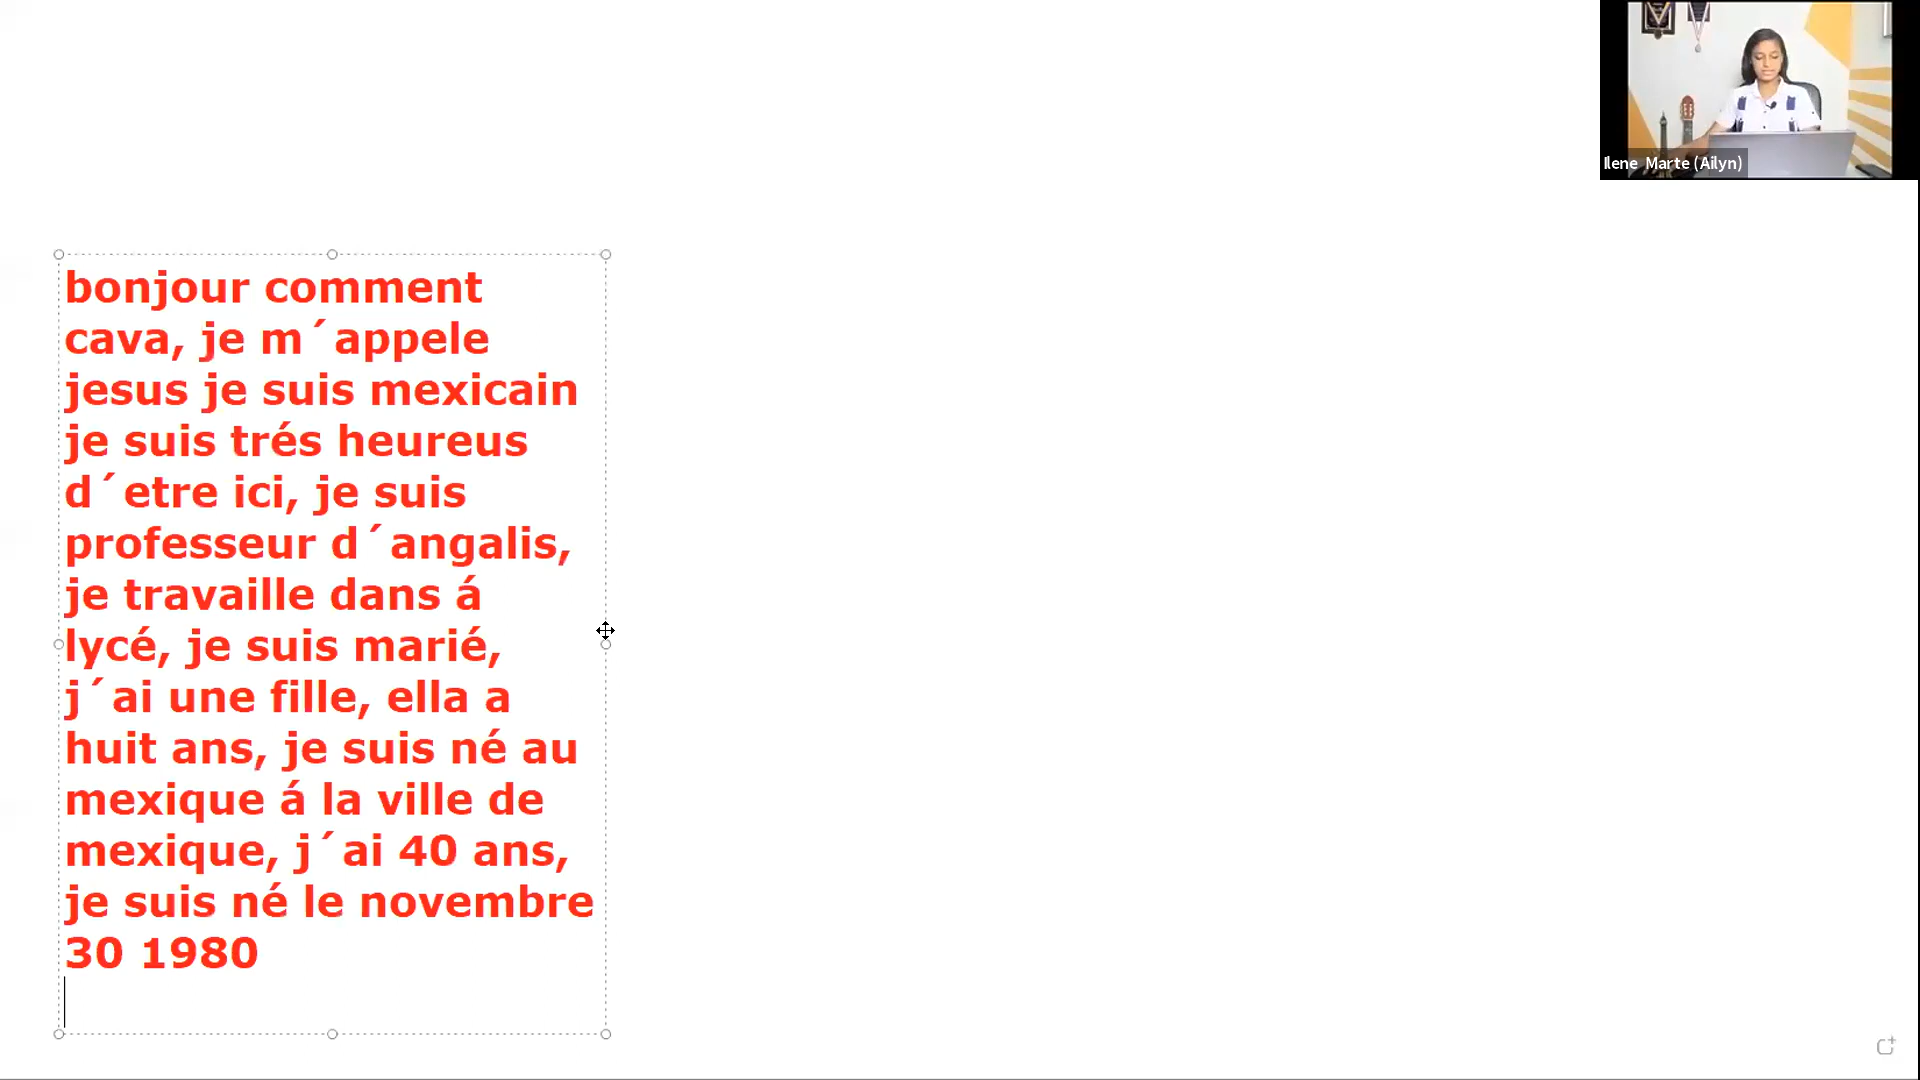 Ilene Marte (Ailyn)
bonjour comment
cava, je m´appele
jesus je suis mexicain
je suis trés heureus
d´etre ici, je suis
professeur d´angalis,
je travaille dans á
lycé, je suis marié,
j´ai une fille, ella a
huit ans, je suis né au
mexique á la ville de
mexique, j´ai 40 ans,
je suis né le novembre
30 1980